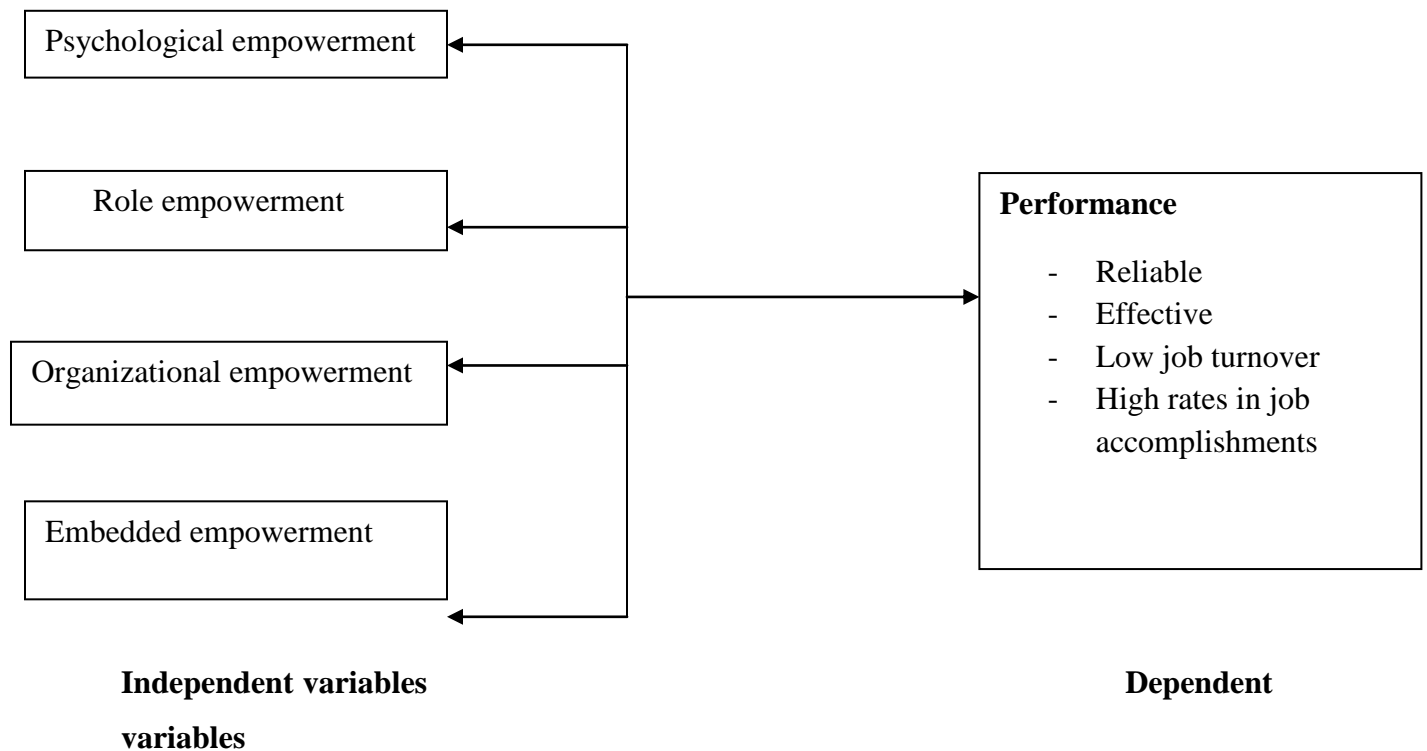 Psychological empowerment
Role empowerment
Organizational empowerment
Embedded empowerment
Performance
- Reliable
- Effective
- Low job turnover
- High rates in job
accomplishments
Independent variables Dependent
variables